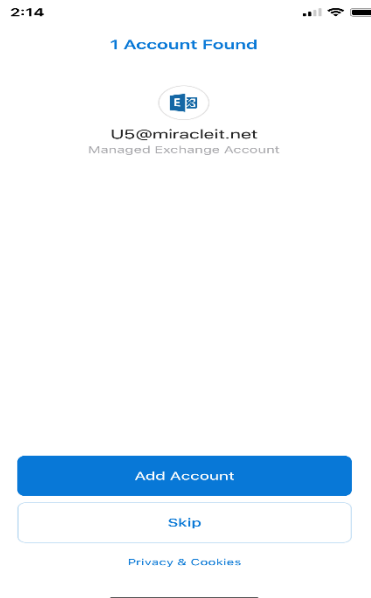 2:14
1 Account Found
E
U5@miracleit.net
Managed Exchange Account
Add Account
Skip
Privacy & Cookies